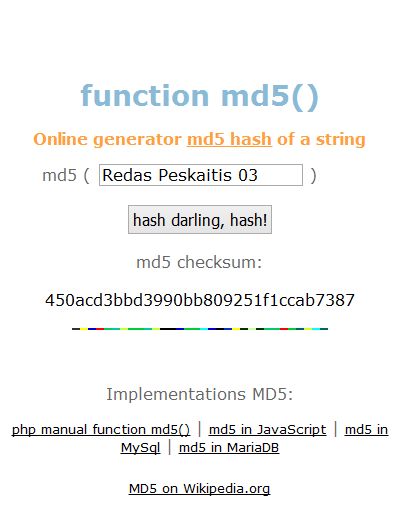 function md5()
Online generator md5 hash of a string
md5 ( Redas Peskaitis 03 )
hash darling, hash!
md5 checksum:
450acd3bbd3990bb809251f1ccab7387
Implementations MD5:
php manual function md5() | md5 in JavaScript | md5 in
MySql | md5 in MariaDB
MD5 on Wikipedia.org